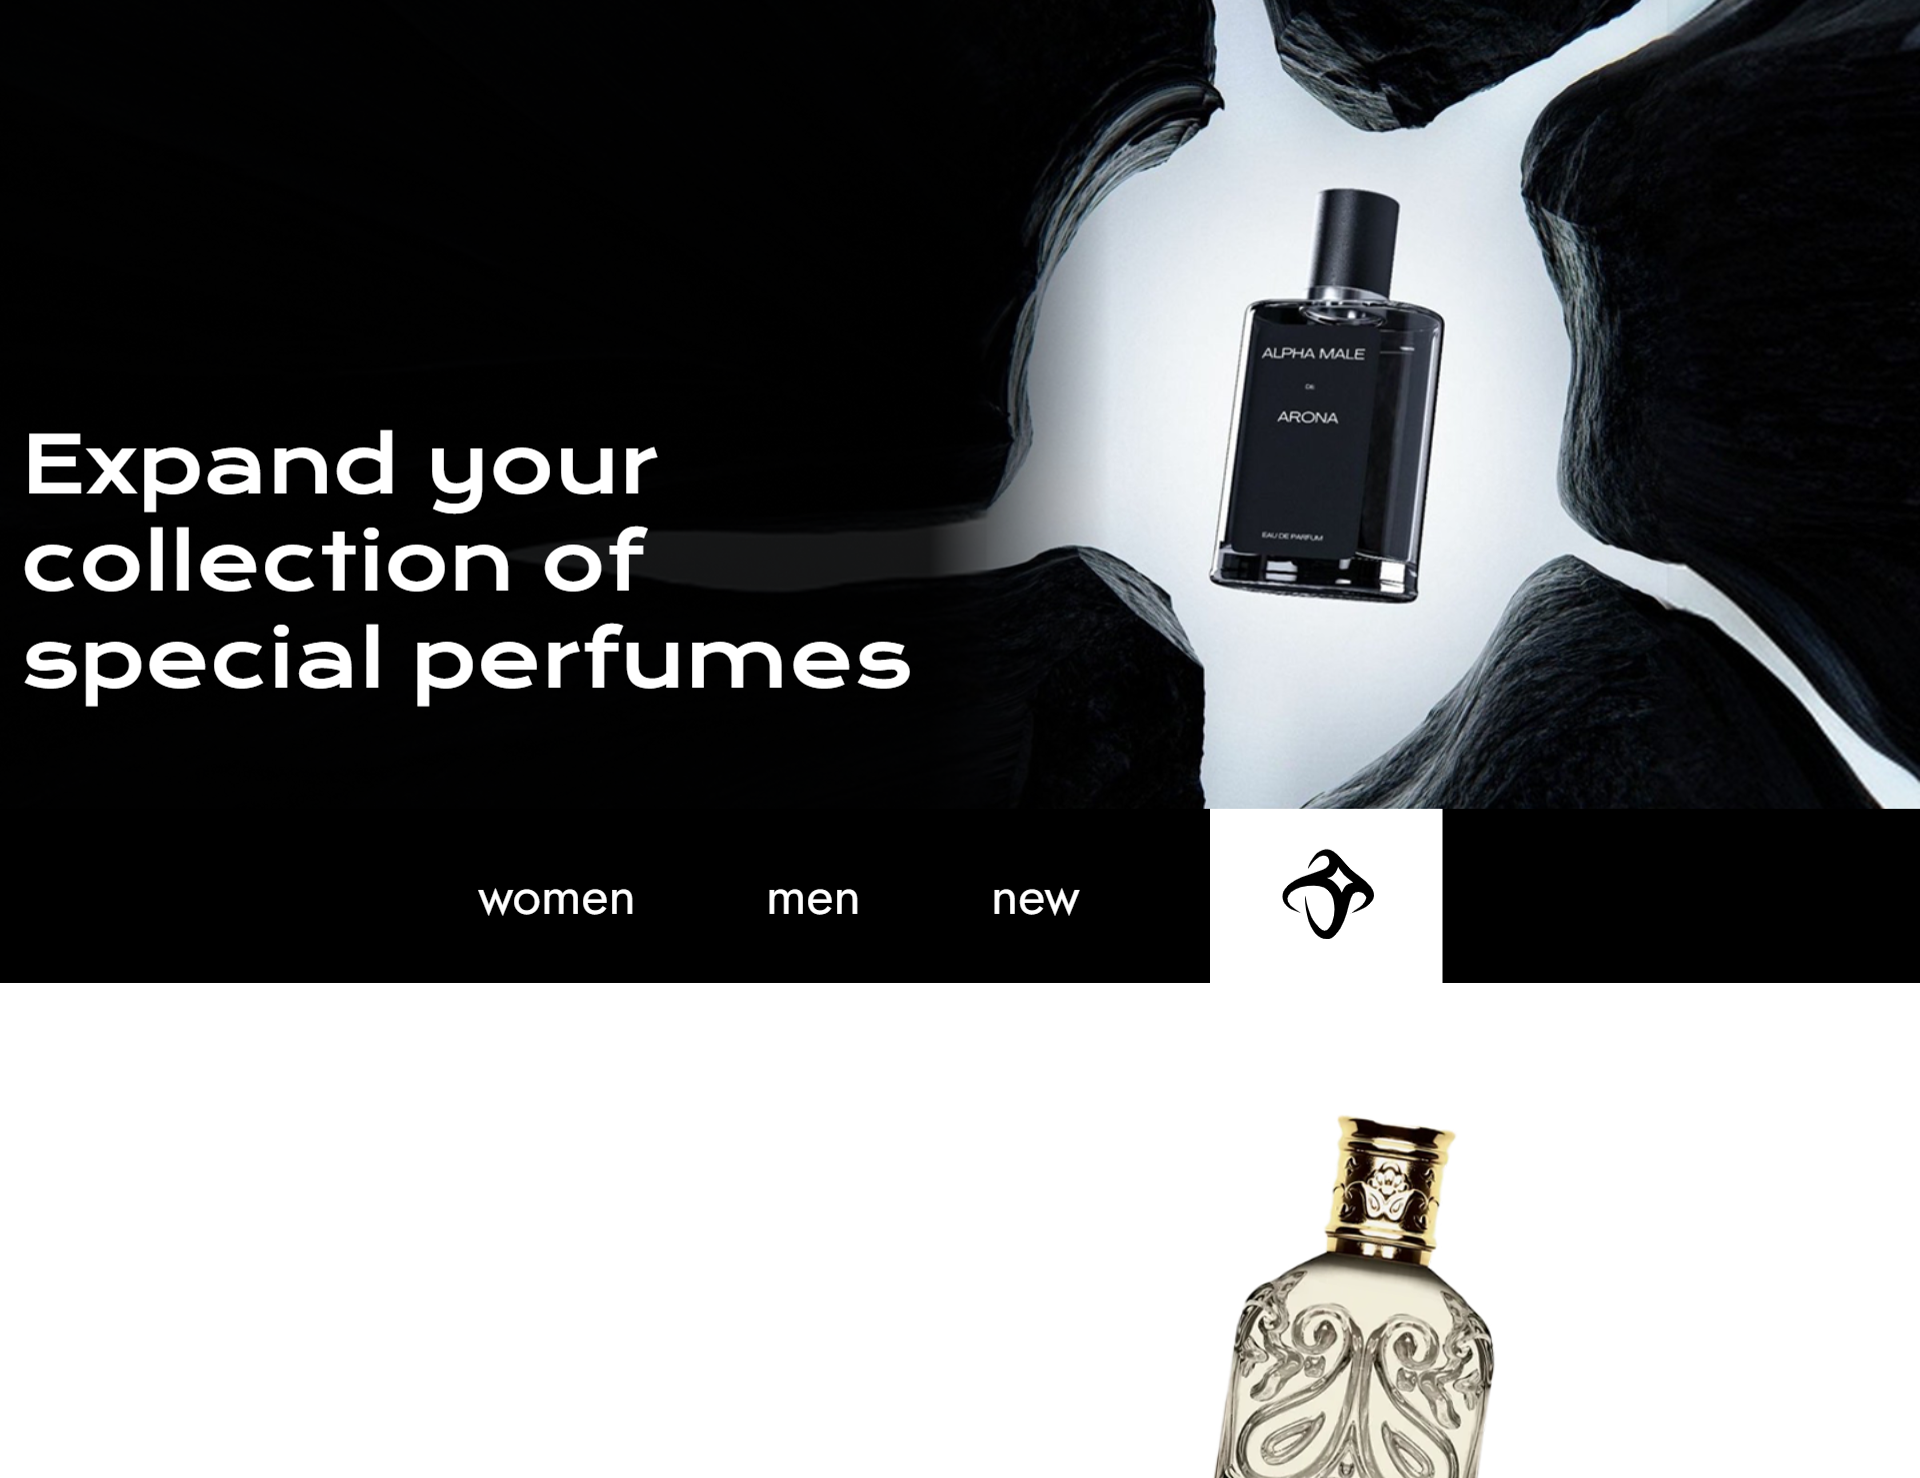 Expand your
collection of
special perfumes
ALPHA MALE
DE
ARONA
EAU DE PARFUM
women
men
new